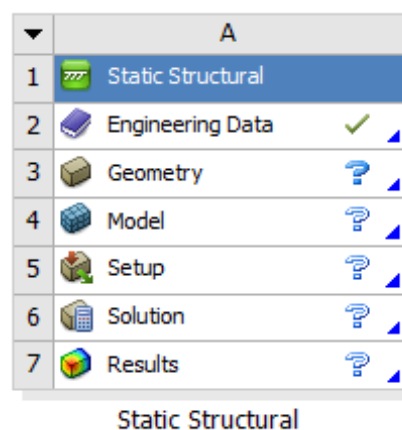 A
1 Static Structural
2 Engineering Data
3 Geometry ?
4 Model ?
5 Setup ?
6 Solution ?
7 Results ?
Static Structural